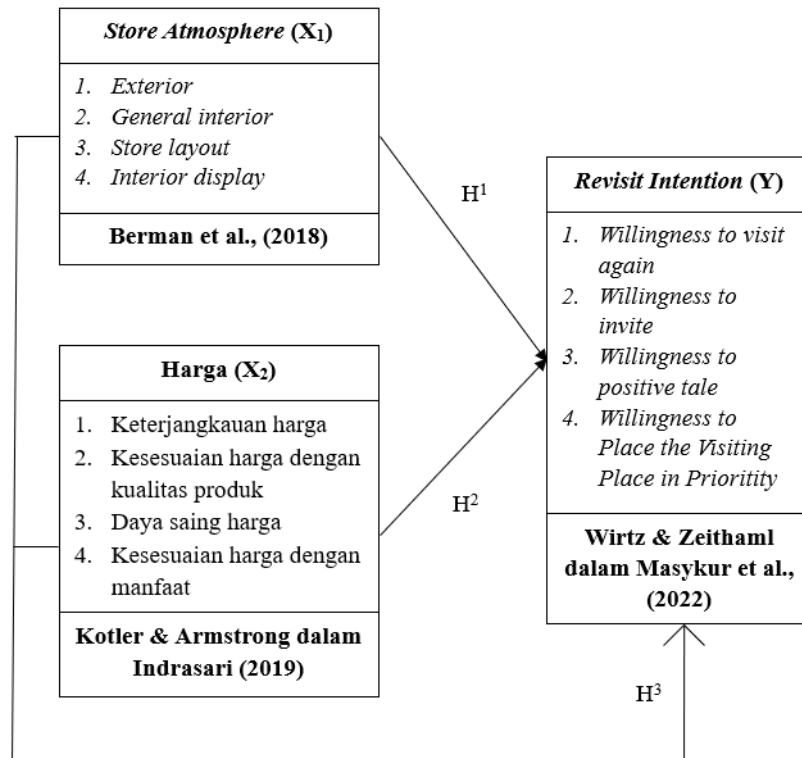 Store Atmosphere (X₁)
1. Exterior
2. General interior
3. Store layout
4. Interior display
Berman et al., (2018)
H¹
Harga (X₂)
1. Keterjangkauan harga
2. Kesesuaian harga dengan
kualitas produk
3. Daya saing harga
4. Kesesuaian harga dengan
manfaat
Kotler & Armstrong dalam
Indrasari (2019)
H²
Revisit Intention (Y)
1. Willingness to visit
again
2. Willingness to
invite
3. Willingness to
positive tale
4. Willingness to
Place the Visiting
Place in Prioritity
Wirtz & Zeithaml
dalam Masykur et al.,
(2022)
H³